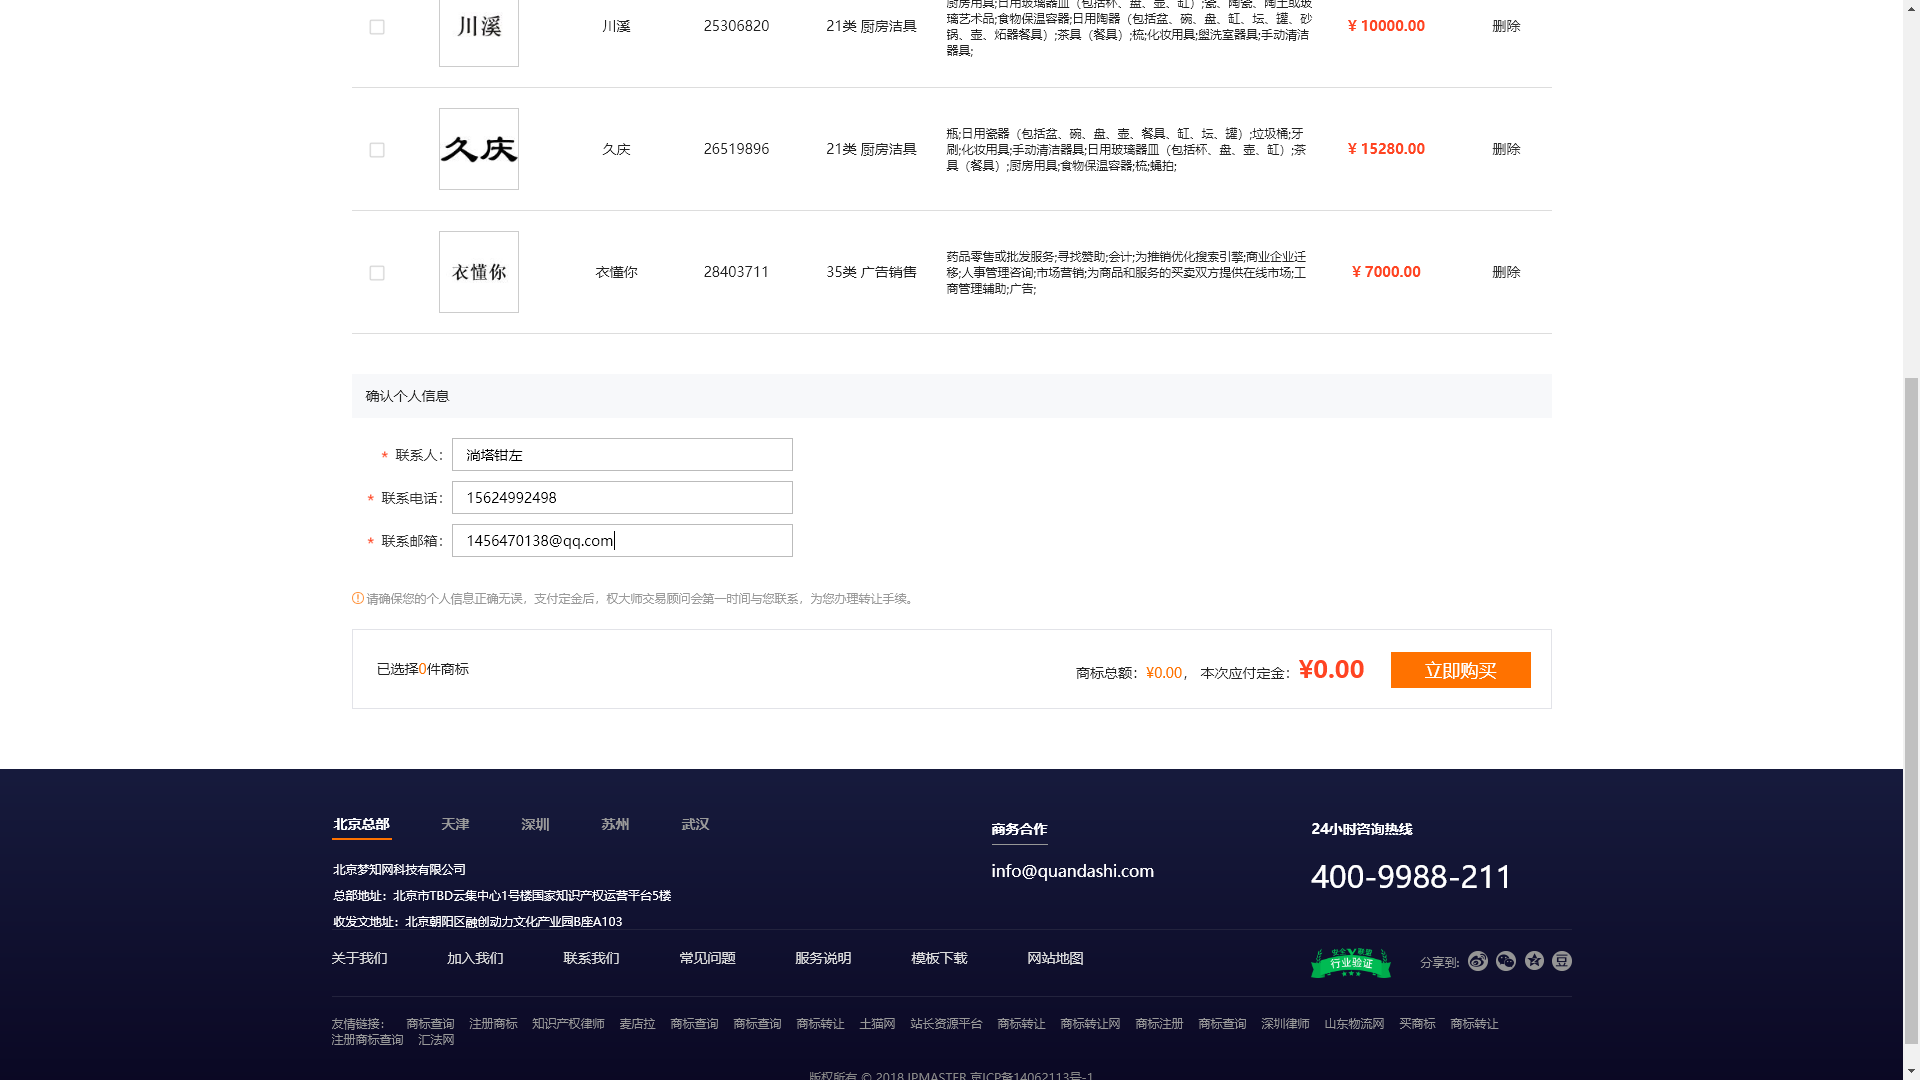 厨房用具;日用玻璃器皿（包括杯、盘、壶、缸）;瓷、陶瓷、陶土或玻
璃艺术品;食物保温容器;日用陶器（包括盆、碗、盘、缸、坛、罐、砂
锅、壶、炻器餐具）;茶具（餐具）;梳;化妆用具;盥洗室器具;手动清洁
器具;
川溪 川溪 25306820 21类 厨房洁具 ¥ 10000.00 删除
久庆 久庆 26519896 21类 厨房洁具 ¥ 15280.00 删除
瓶;日用瓷器（包括盆、碗、盘、壶、餐具、缸、坛、罐）;垃圾桶;牙
刷;化妆用具;手动清洁器具;日用玻璃器皿（包括杯、盘、壶、缸）;茶
具（餐具）;厨房用具;食物保温容器;梳;蝇拍;
衣懂你 衣懂你 28403711 35类 广告销售 ¥ 7000.00 删除
药品零售或批发服务;寻找赞助;会计;为推销优化搜索引擎;商业企业迁
移;人事管理咨询;市场营销;为商品和服务的买卖双方提供在线市场;工
商管理辅助;广告;
确认个人信息
* 联系人： 淌塔钳左
* 联系电话： 15624992498
* 联系邮箱： 1456470138@qq.com
请确保您的个人信息正确无误，支付定金后，权大师交易顾问会第一时间与您联系，为您办理转让手续。
已选择0件商标 商标总额：¥0.00， 本次应付定金：¥0.00 立即购买
北京总部 天津 深圳 苏州 武汉
北京梦知网科技有限公司
总部地址：北京市TBD云集中心1号楼国家知识产权运营平台5楼
收发文地址：北京朝阳区融创动力文化产业园B座A103
商务合作
info@quandashi.com
24小时咨询热线
400-9988-211
关于我们 加入我们 联系我们 常见问题 服务说明 模板下载 网站地图
安全联盟
行业验证
分享到:
友情链接： 商标查询 注册商标 知识产权律师 麦店拉 商标查询 商标查询 商标转让 土猫网 站长资源平台 商标转让 商标转让网 商标注册 商标查询 深圳律师 山东物流网 买商标 商标转让
注册商标查询 汇法网
版权所有 © 2018 IPMASTER 京ICP备14062113号-1